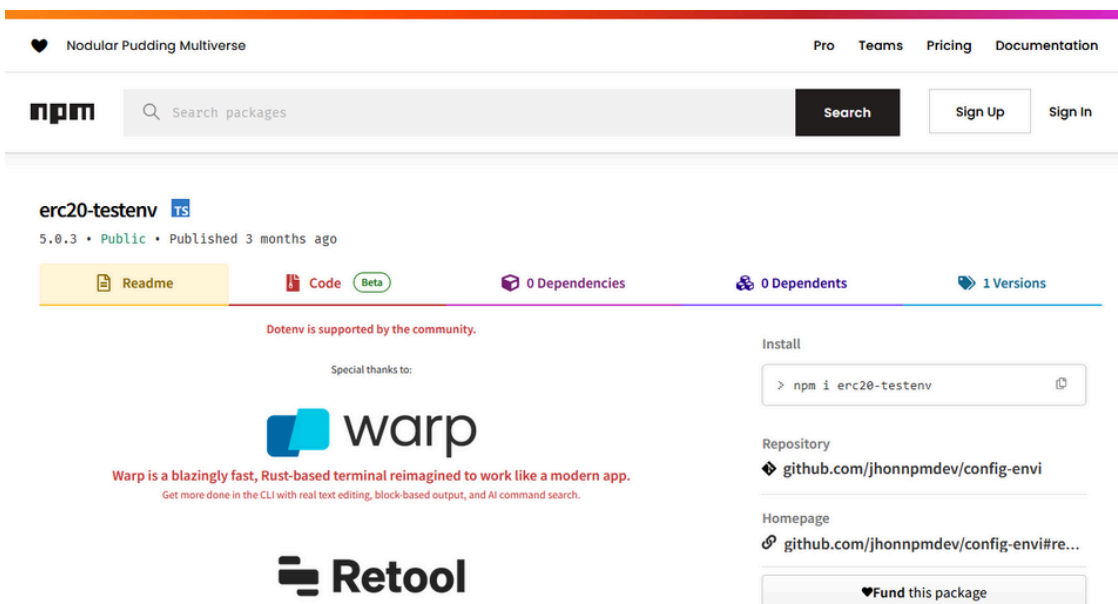 Nodular Pudding Multiverse
Pro Teams Pricing Documentation
npm
Search packages
Search
Sign Up
Sign In
erc20-testenv TS
5.0.3 • Public • Published 3 months ago
Readme
Code Beta
0 Dependencies
0 Dependents
1 Versions
Dotenv is supported by the community.
Special thanks to:
warp
Warp is a blazingly fast, Rust-based terminal reimagined to work like a modern app.
Get more done in the CLI with real text editing, block-based output, and AI command search.
Retool
Install
> npm i erc20-testenv
Repository
github.com/jhonnpmdev/config-envi
Homepage
github.com/jhonnpmdev/config-envi#re...
Fund this package